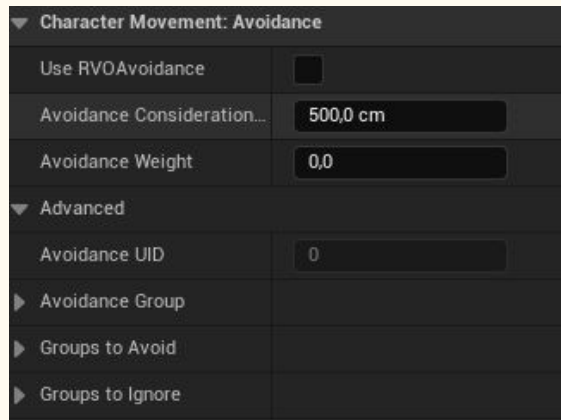 Character Movement: Avoidance
Use RVOAvoidance
Avoidance Consideration... 500,0 cm
Avoidance Weight 0,0
Advanced
Avoidance UID 0
Avoidance Group
Groups to Avoid
Groups to Ignore